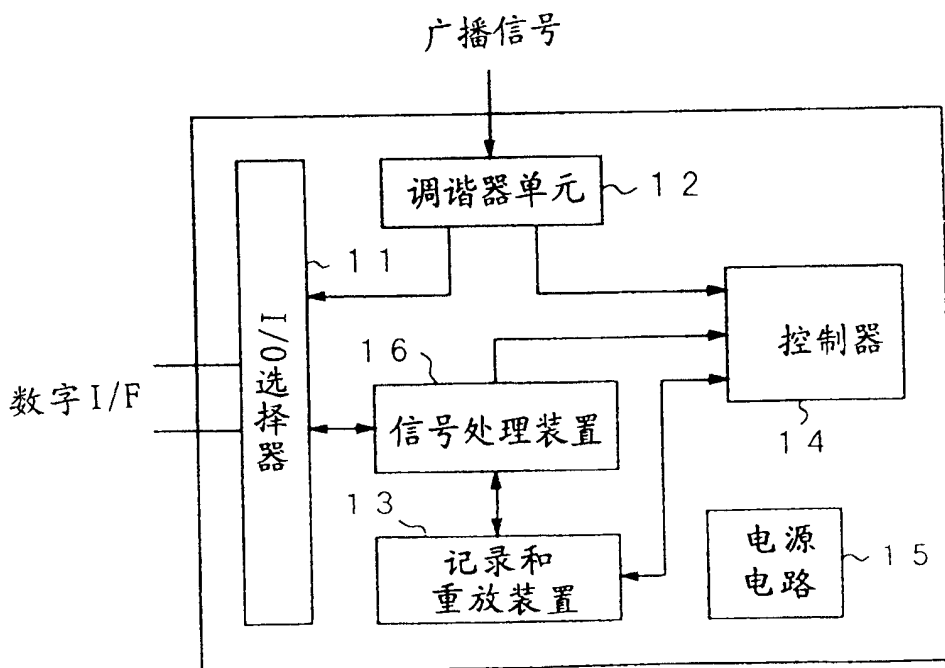 广播信号
调谐器单元
12
11
I/O选择器
控制器
14
16
数字I/F
信号处理装置
13
记录和
重放装置
电源
电路
15